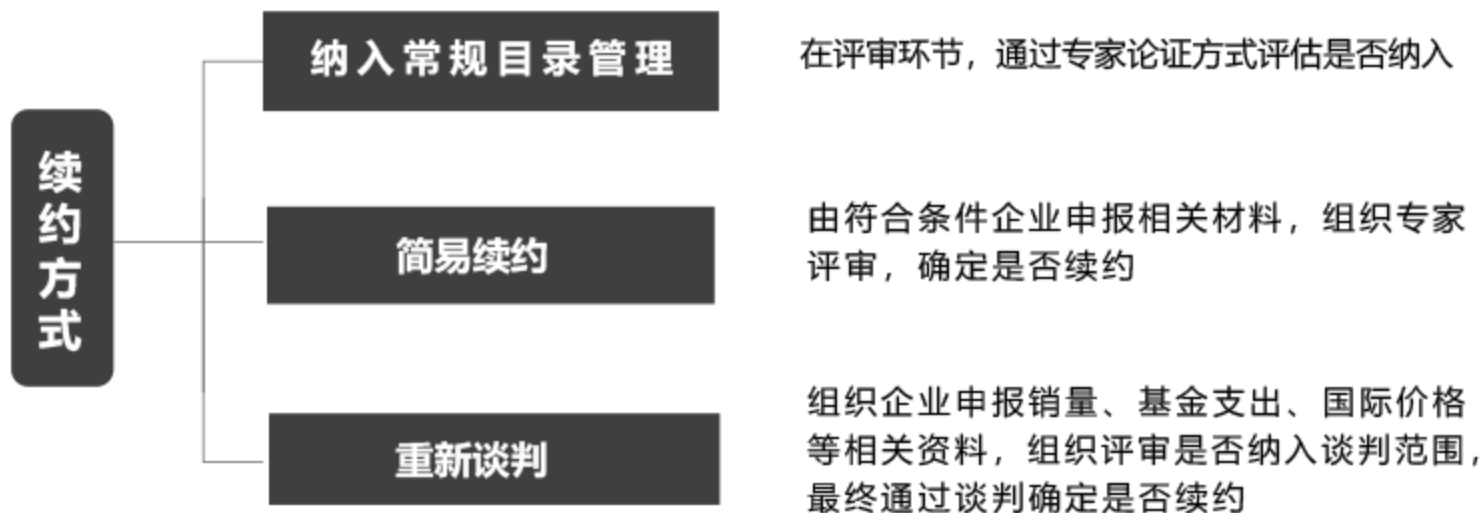 续约方式
纳入常规目录管理
在评审环节，通过专家论证方式评估是否纳入
简易续约
由符合条件企业申报相关材料，组织专家
评审，确定是否续约
重新谈判
组织企业申报销量、基金支出、国际价格
等相关资料，组织评审是否纳入谈判范围，
最终通过谈判确定是否续约